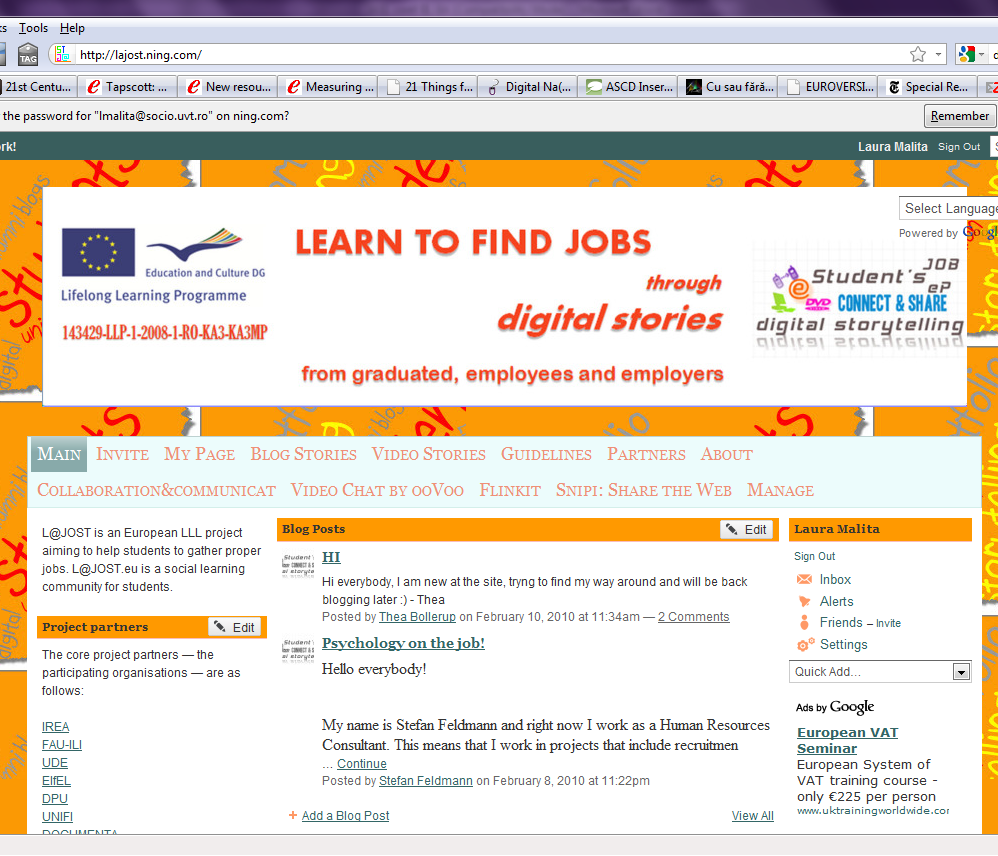 Tools Help
TAG
http://lajost.ning.com/
21st Centu... Tapscott: ... New resou... Measuring ... 21 Things f... Digital Na(... ASCD Inser... Cu sau fără... EUROVERSI... Special Re...
the password for "lmalita@socio.uvt.ro" on ning.com? Remember
rk! Laura Malita Sign Out
Select Language
Powered by Googl
LEARN TO FIND JOBS
through
digital stories
from graduated, employees and employers
Education and Culture DG
Lifelong Learning Programme
143429-LLP-1-2008-1-RO-KA3-KA3MP
Student's JOB
eP
DVD CONNECT & SHARE
digital storytelling
Main Invite My Page Blog Stories Video Stories Guidelines Partners About
Collaboration&communicat Video Chat by ooVoo Flinkit Snipi: Share the Web Manage
L@JOST is an European LLL project
aiming to help students to gather proper
jobs. L@JOST.eu is a social learning
community for students.
Project partners Edit
The core project partners — the
participating organisations — are as
follows:
IREA
FAU-ILI
UDE
EIfEL
DPU
UNIFI
DOCUMENTA
Blog Posts Edit
HI
Hi everybody, I am new at the site, tryng to find my way around and will be back
blogging later :) - Thea
Posted by Thea Bollerup on February 10, 2010 at 11:34am — 2 Comments
Psychology on the job!
Hello everybody!
My name is Stefan Feldmann and right now I work as a Human Resources
Consultant. This means that I work in projects that include recruitmen
... Continue
Posted by Stefan Feldmann on February 8, 2010 at 11:22pm
+ Add a Blog Post View All
Laura Malita
Sign Out
Inbox
Alerts
Friends – Invite
Settings
Quick Add...
Ads by Google
European VAT
Seminar
European System of
VAT training course -
only €225 per person
www.uktrainingworldwide.cor